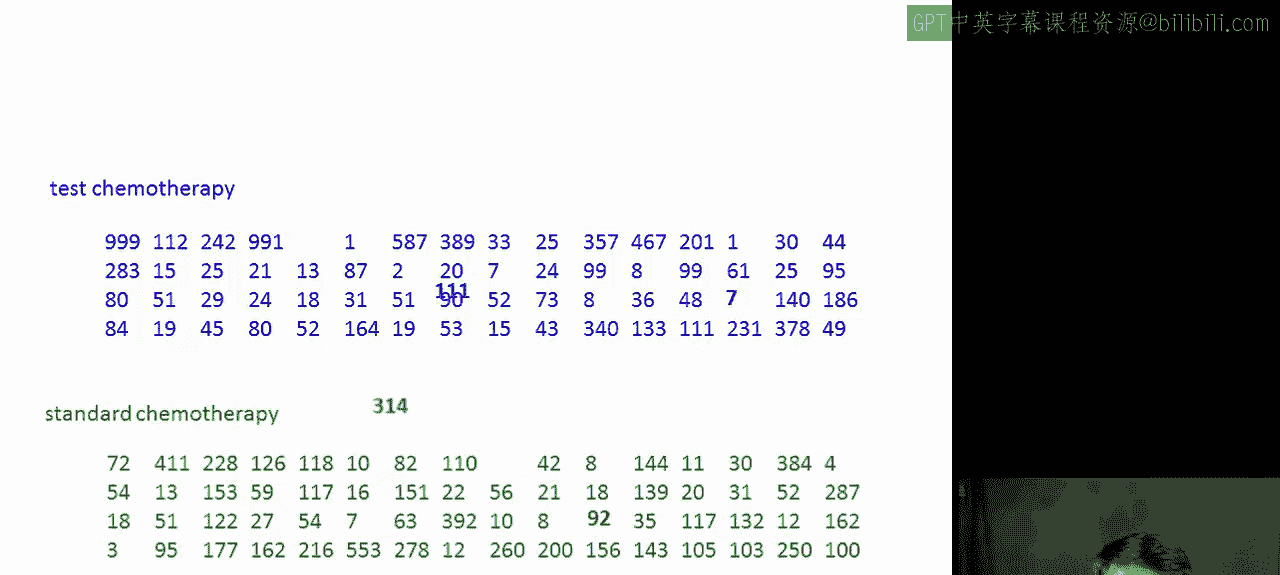 GPT中英字幕课程资源@bilibili.com
test chemotherapy
999 112 242 991 1 587 389 33 25 357 467 201 1 30 44
283 15 25 21 13 87 2 20 7 24 99 8 99 61 25 95
111
80 51 29 24 18 31 51 90 52 73 8 36 48 7 140 186
84 19 45 80 52 164 19 53 15 43 340 133 111 231 378 49
314
standard chemotherapy
72 411 228 126 118 10 82 110 42 8 144 11 30 384 4
54 13 153 59 117 16 151 22 56 21 18 139 20 31 52 287
18 51 122 27 54 7 63 392 10 8 92 35 117 132 12 162
3 95 177 162 216 553 278 12 260 200 156 143 105 103 250 100